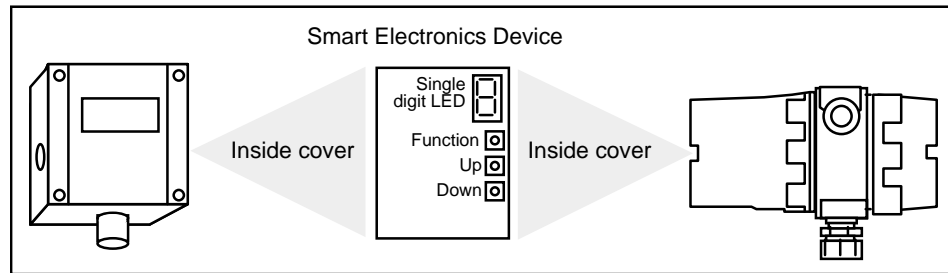 Smart Electronics Device
Single
digit LED
Inside cover
Function
Inside cover
Up
Down